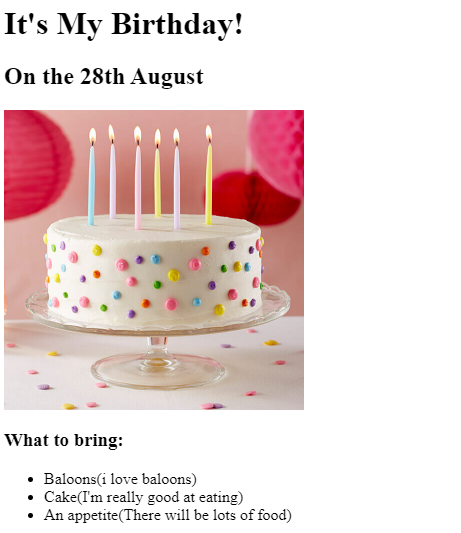 It's My Birthday!
On the 28th August
What to bring:
Baloons(i love baloons)
Cake(I'm really good at eating)
An appetite(There will be lots of food)